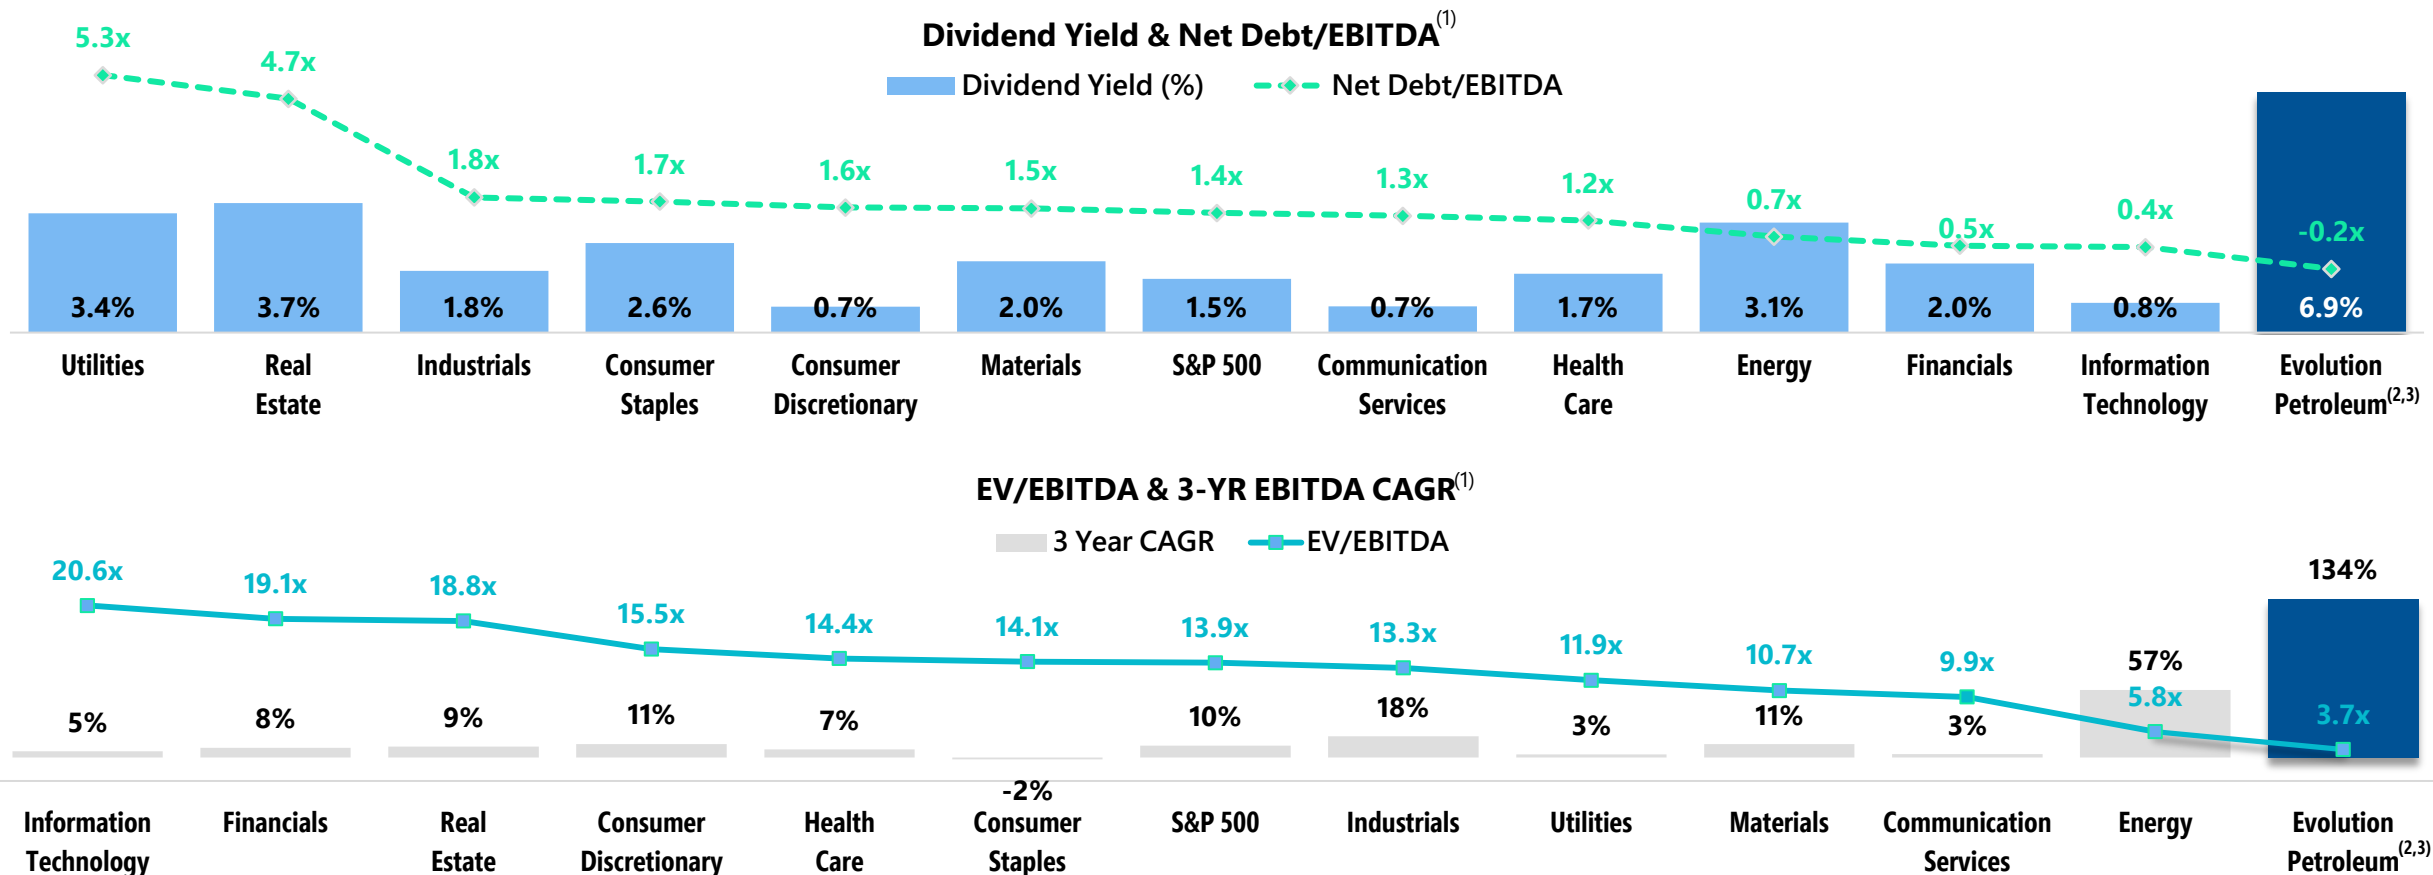 Dividend Yield & Net Debt/EBITDA(1)
Dividend Yield (%) Net Debt/EBITDA
5.3x 4.7x 1.8x 1.7x 1.6x 1.5x 1.4x 1.3x 1.2x 0.7x 0.5x 0.4x -0.2x
3.4% 3.7% 1.8% 2.6% 0.7% 2.0% 1.5% 0.7% 1.7% 3.1% 2.0% 0.8% 6.9%
Utilities
Real
Estate
Industrials
Consumer
Staples
Consumer
Discretionary
Materials
S&P 500
Communication
Services
Health
Care
Energy
Financials
Information
Technology
Evolution
Petroleum(2,3)
EV/EBITDA & 3-YR EBITDA CAGR(1)
3 Year CAGR EV/EBITDA
20.6x 19.1x 18.8x 15.5x 14.4x 14.1x 13.9x 13.3x 11.9x 10.7x 9.9x 5.8x 3.7x
5% 8% 9% 11% 7% -2% 10% 18% 3% 11% 3% 57% 134%
Information
Technology
Financials
Real
Estate
Consumer
Discretionary
Health
Care
Consumer
Staples
S&P 500
Industrials
Utilities
Materials
Communication
Services
Energy
Evolution
Petroleum(2,3)